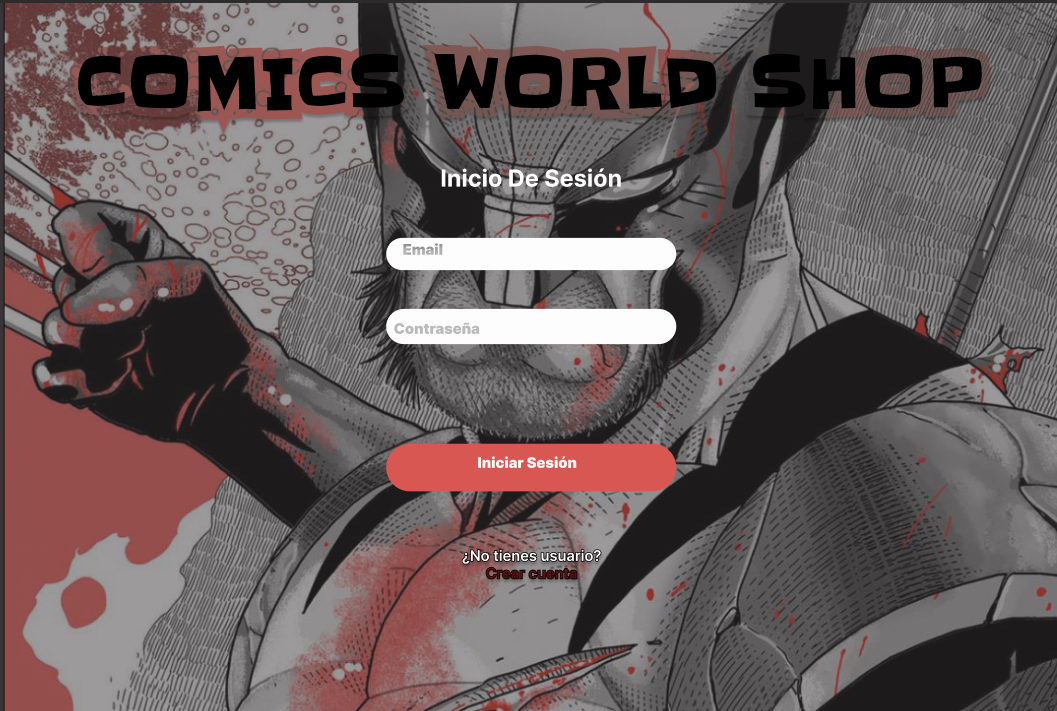 COMICS WORLD SHOP
Inicio De Sesión
Email
Contraseña
Iniciar Sesión
¿No tienes usuario?
Crear cuenta